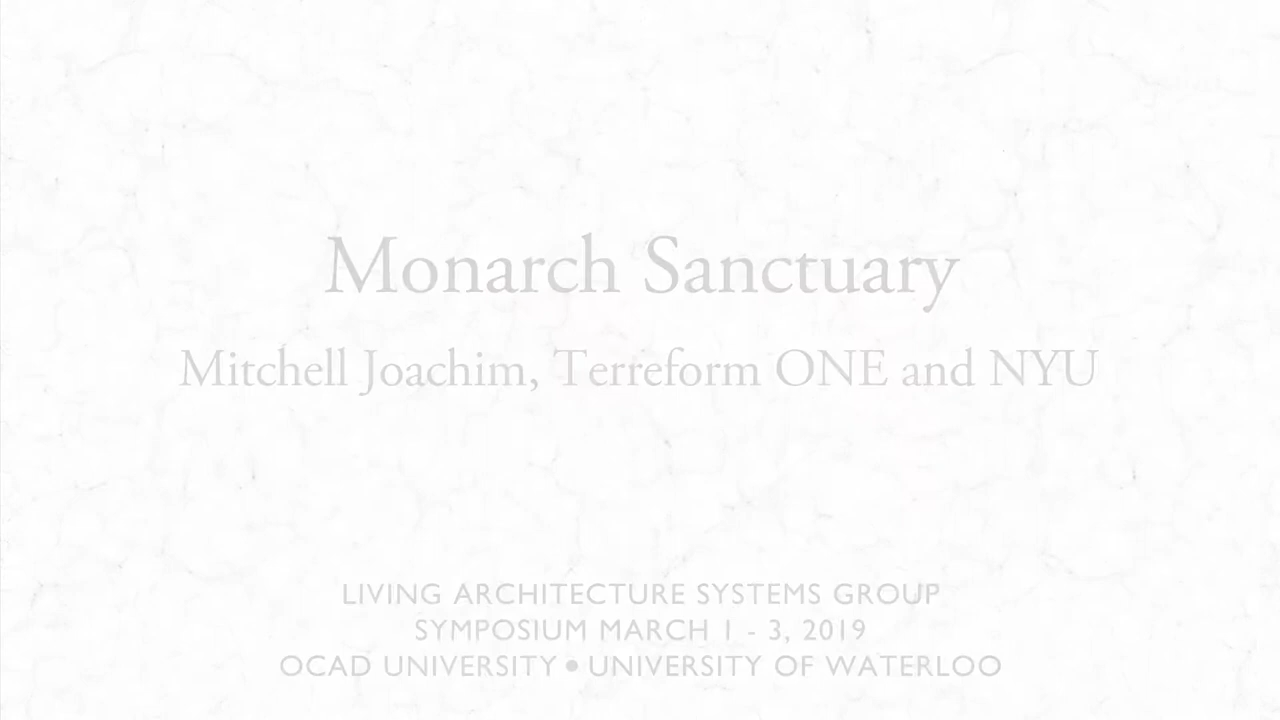 Monarch Sanctuary
Mitchell Joachim, Terreform ONE and NYU
LIVING ARCHITECTURE SYSTEMS GROUP
SYMPOSIUM MARCH 1 - 3, 2019
OCAD UNIVERSITY • UNIVERSITY OF WATERLOO